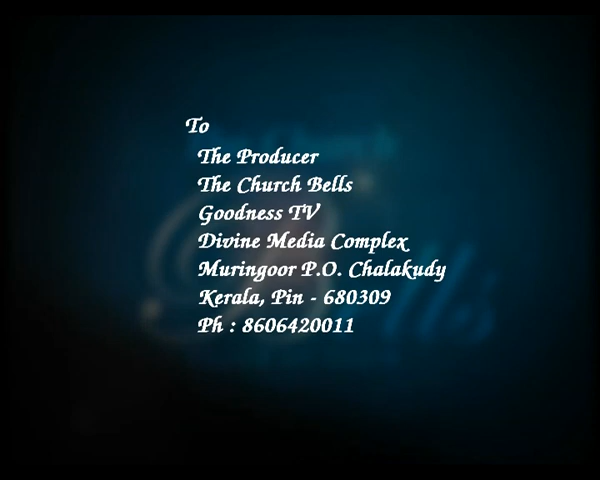 To
The Producer
The Church Bells
Goodness TV
Divine Media Complex
Muringoor P.O. Chalakudy
Kerala, Pin - 680309
Ph : 8606420011